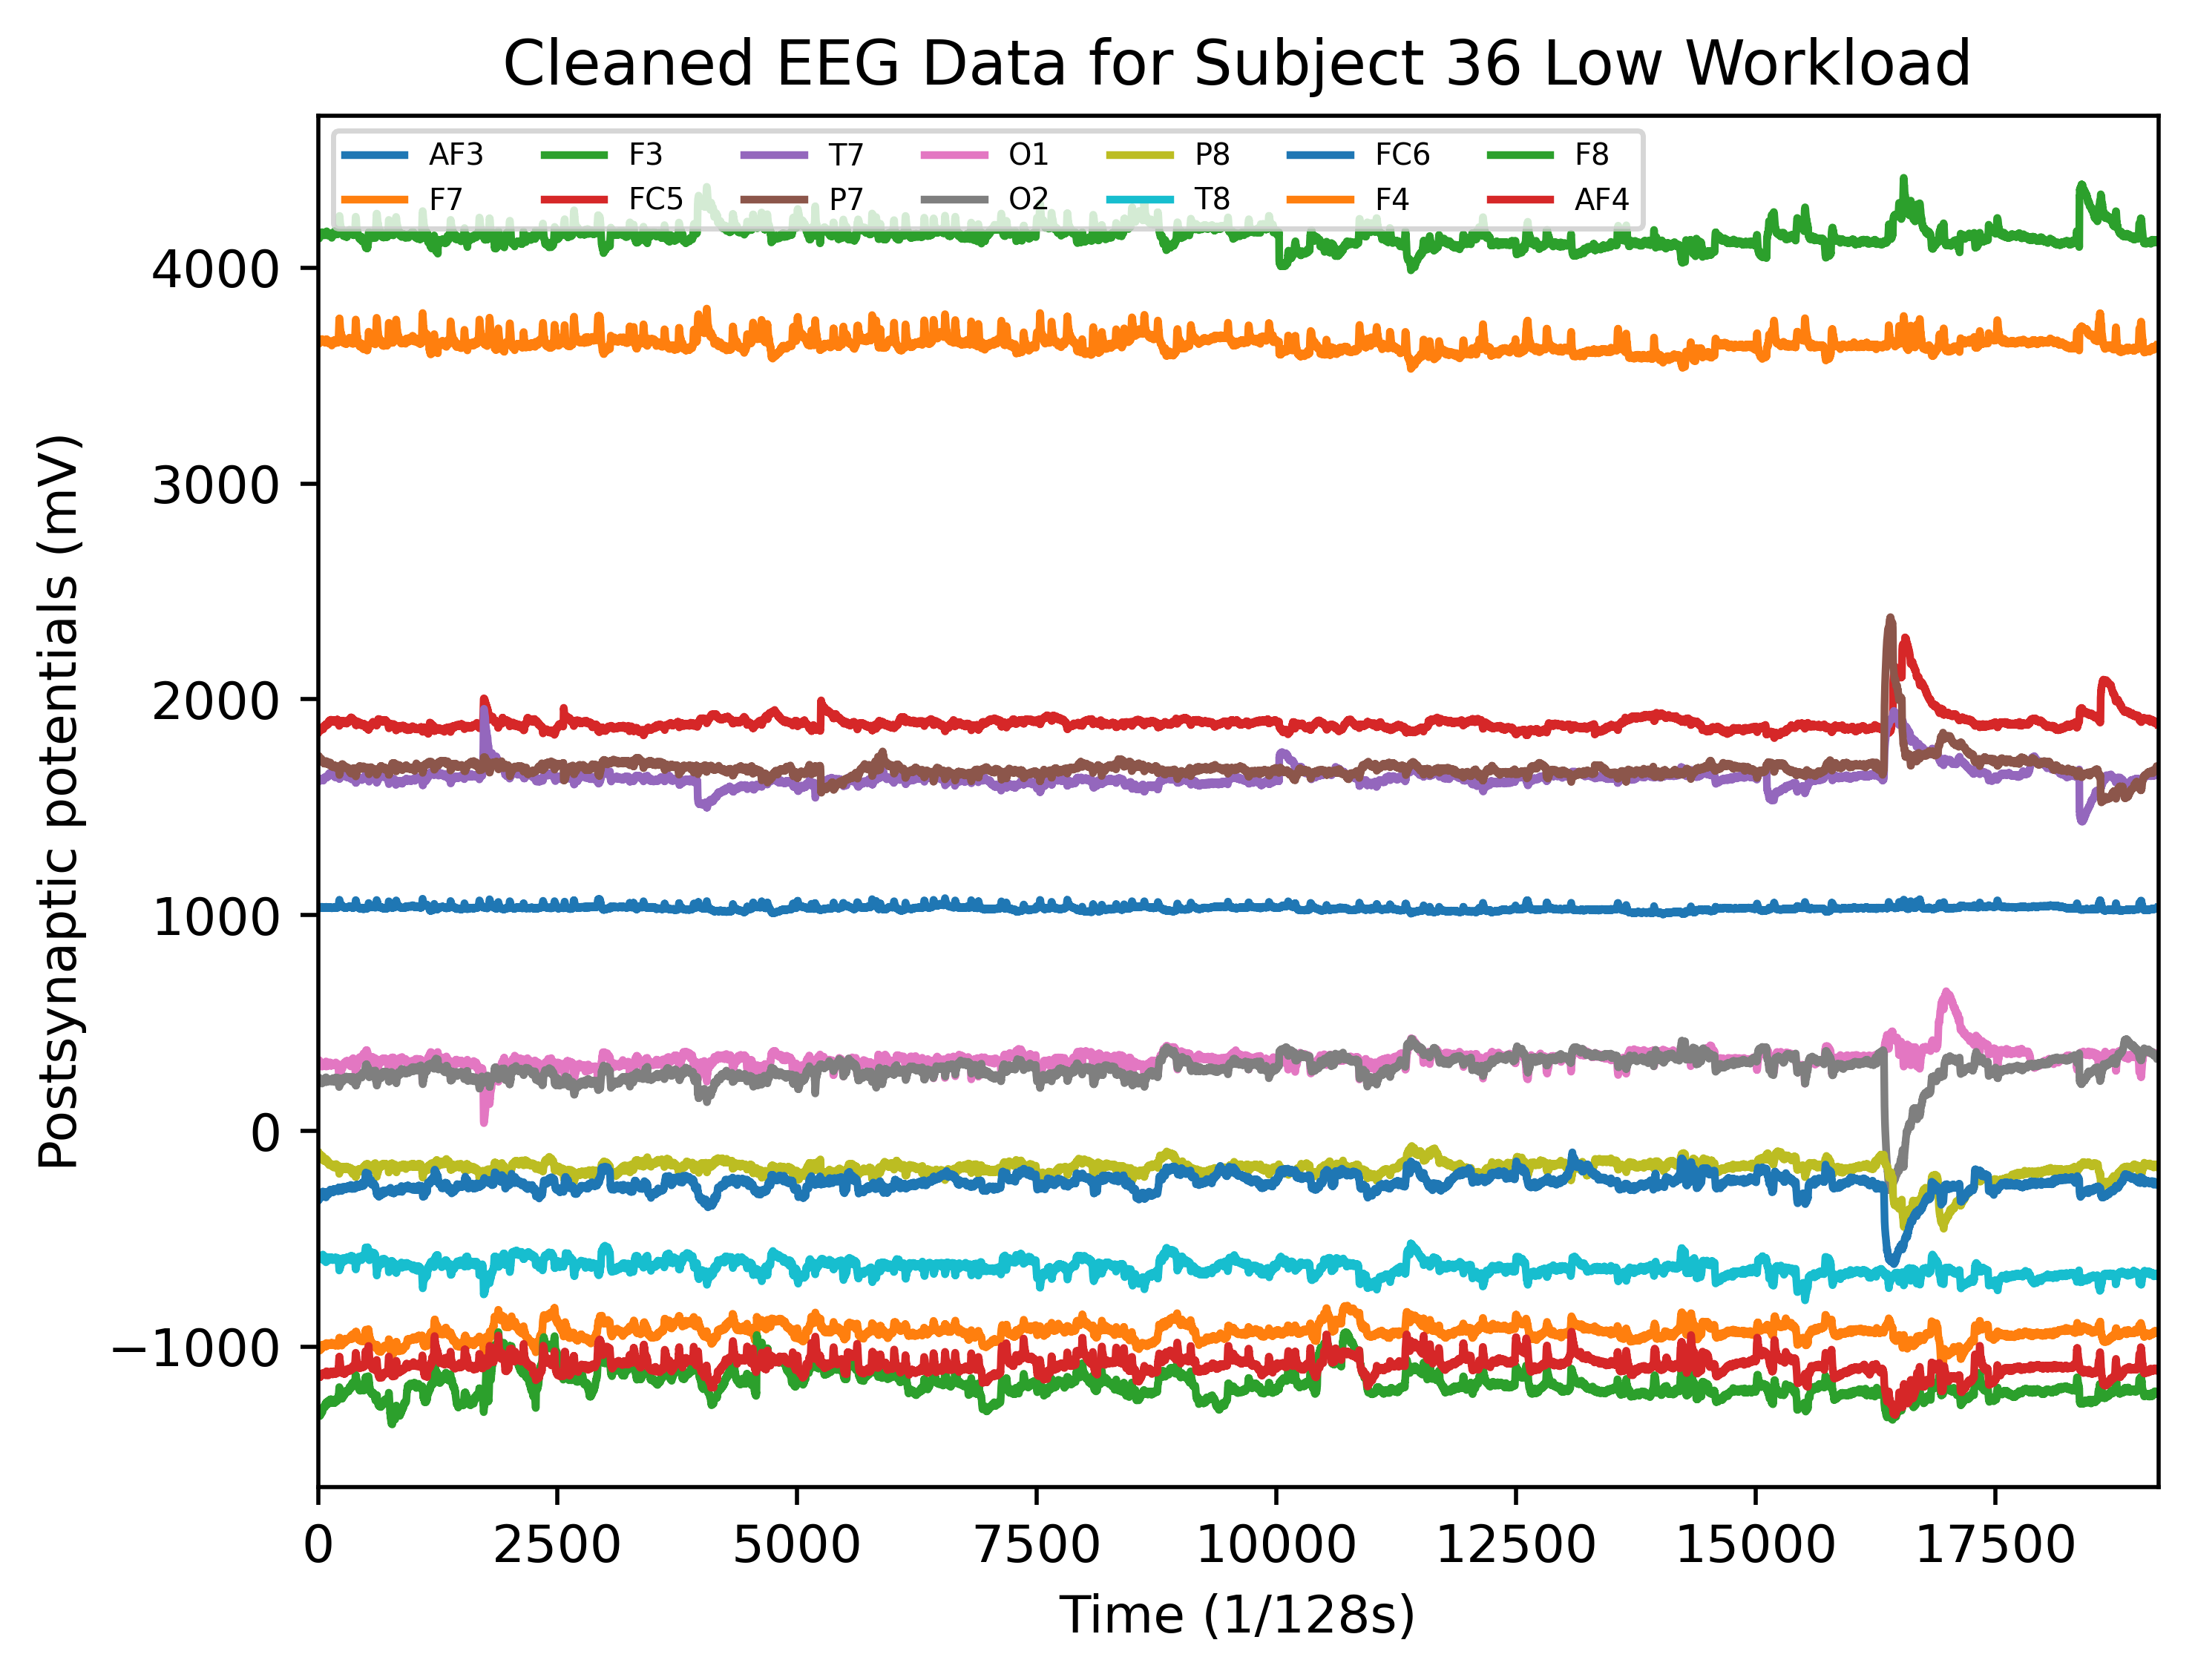 Cleaned EEG Data for Subject 36 Low Workload
AF3 F3 T7 O1 P8 FC6 F8
F7 FC5 P7 O2 T8 F4 AF4
Postsynaptic potentials (mV)
4000
3000
2000
1000
0
−1000
0 2500 5000 7500 10000 12500 15000 17500
Time (1/128s)